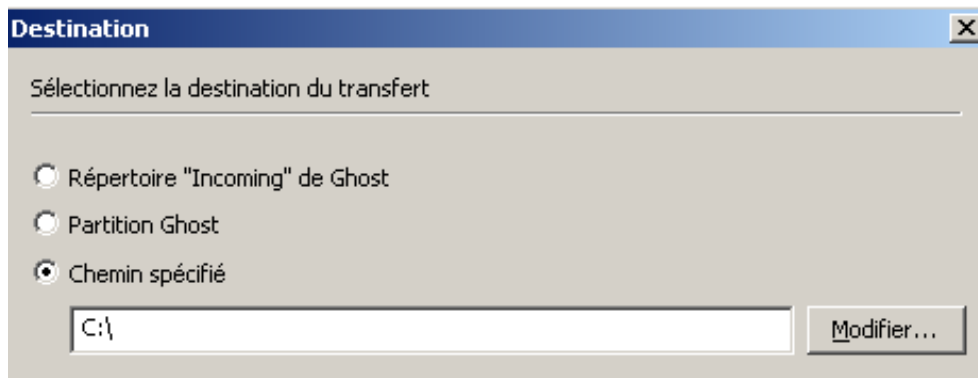 Destination
Sélectionnez la destination du transfert
Répertoire "Incoming" de Ghost
Partition Ghost
Chemin spécifié
C:\
Modifier...